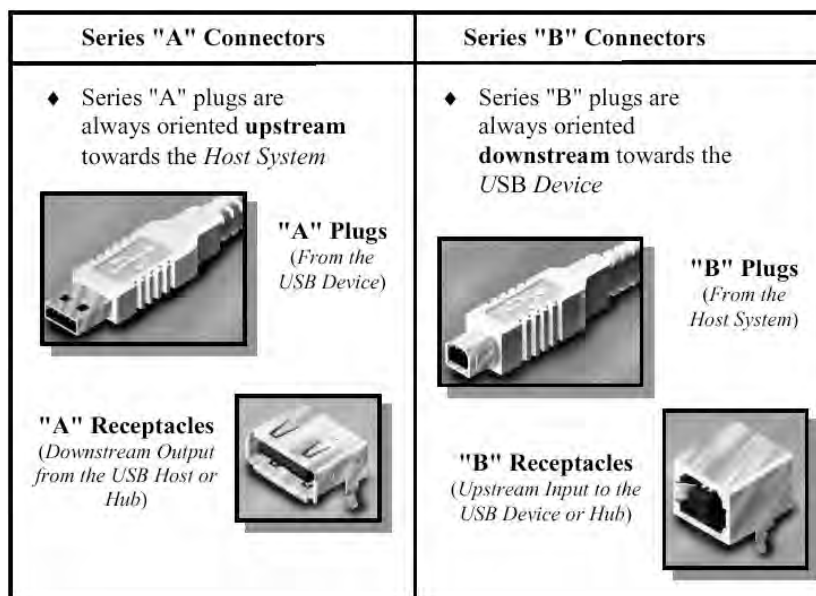 Series "A" Connectors
♦ Series "A" plugs are
always oriented upstream
towards the Host System
"A" Plugs
(From the
USB Device)
"A" Receptacles
(Downstream Output
from the USB Host or
Hub)
Series "B" Connectors
♦ Series "B" plugs are
always oriented
downstream towards the
USB Device
"B" Plugs
(From the
Host System)
"B" Receptacles
(Upstream Input to the
USB Device or Hub)